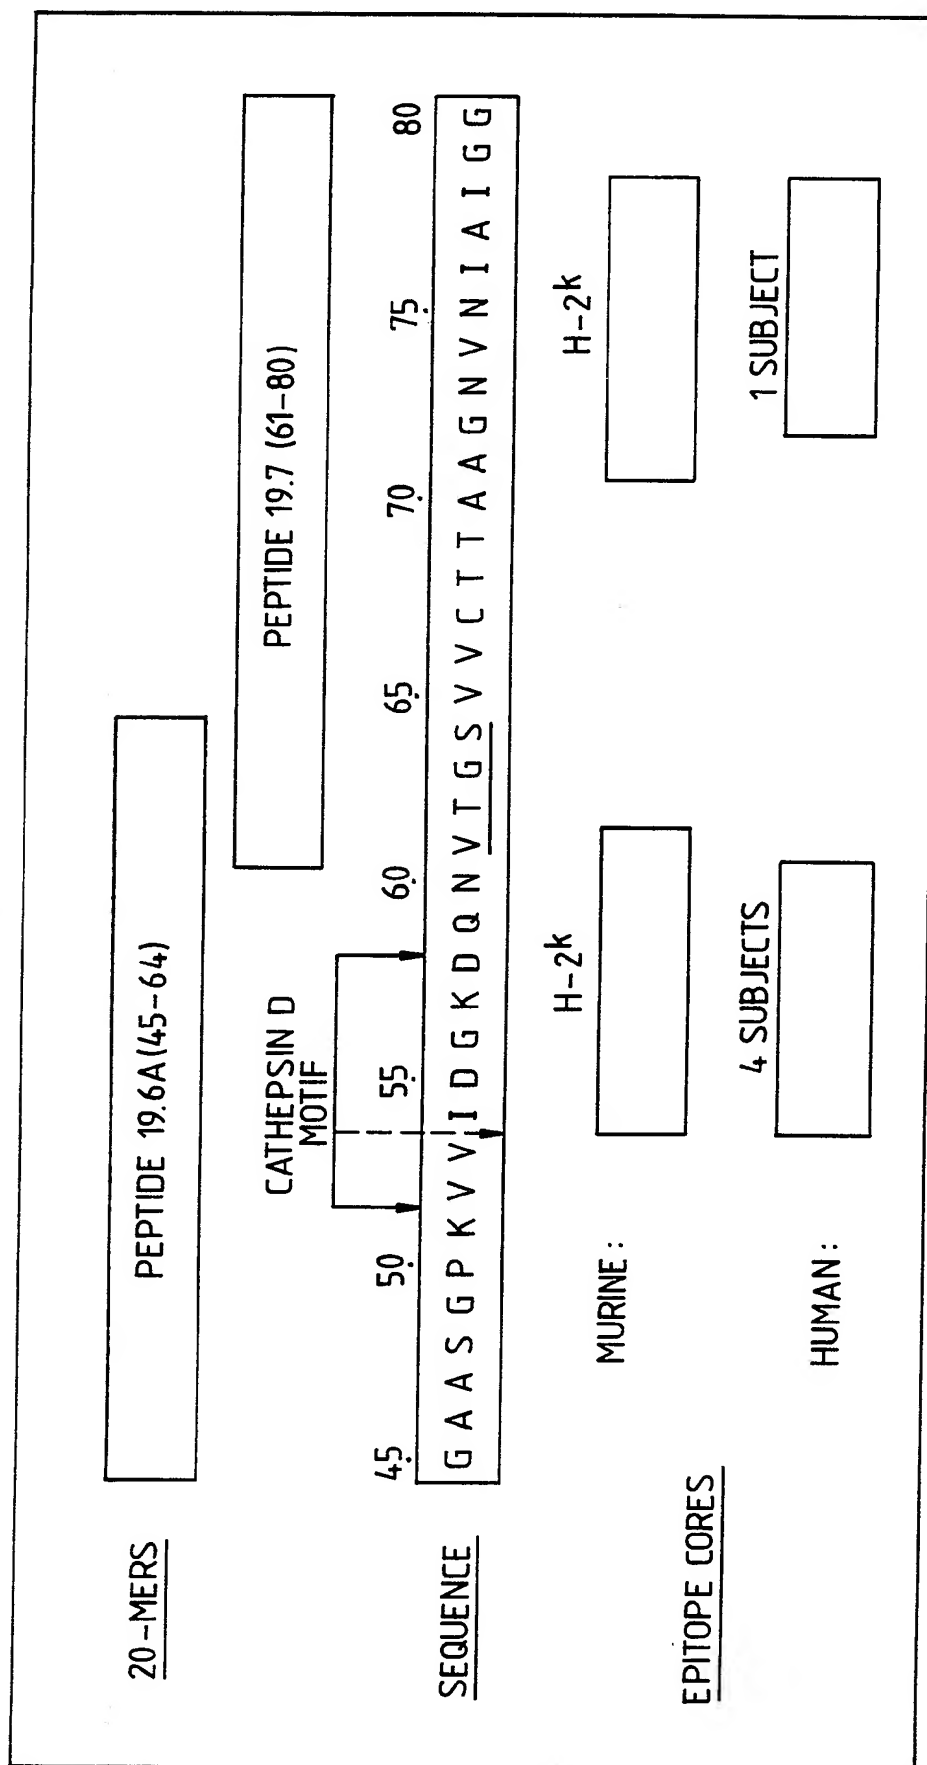 20-MERS
PEPTIDE 19.6A(45-64)
PEPTIDE 19.7 (61-80)
CATHEPSIN D
MOTIF
45 50 55 60 65 70 75 80
SEQUENCE
G A A S G P K V V I D G K D Q N V T G S V V C T T A A G N V N I A I G G
H-2k H-2k
MURINE :
4 SUBJECTS 1 SUBJECT
HUMAN :
EPITOPE CORES